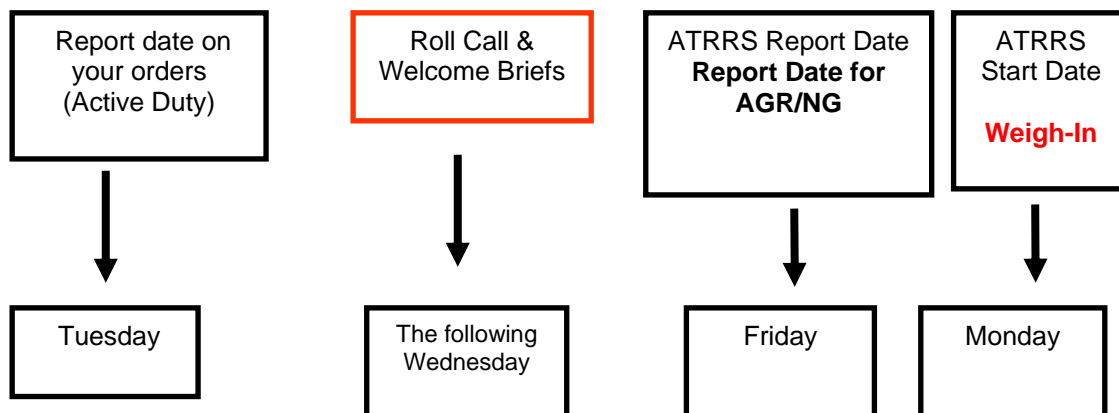 Report date on
your orders
(Active Duty)
Roll Call &
Welcome Briefs
ATRRS Report Date
Report Date for
AGR/NG
ATRRS
Start Date
Weigh-In
Tuesday
The following
Wednesday
Friday
Monday